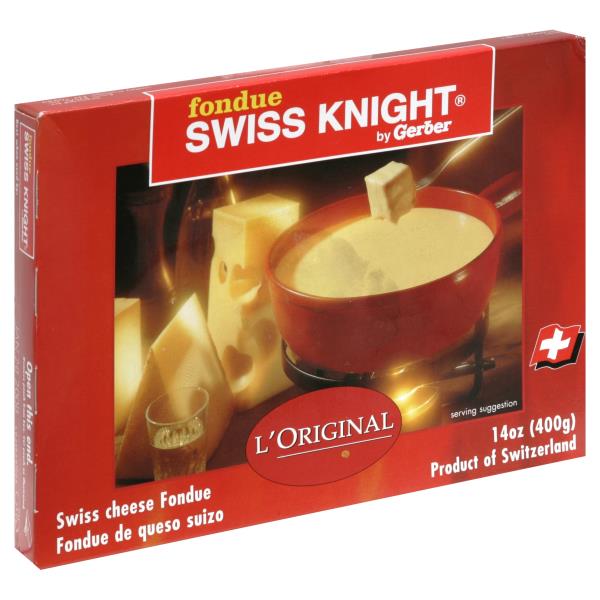 fondue
SWISS KNIGHT®
by Gerber
L'ORIGINAL
serving suggestion
14oz (400g)
Product of Switzerland
Swiss cheese Fondue
Fondue de queso suizo
fondue
SWISS KNIGHT®
Open this end.